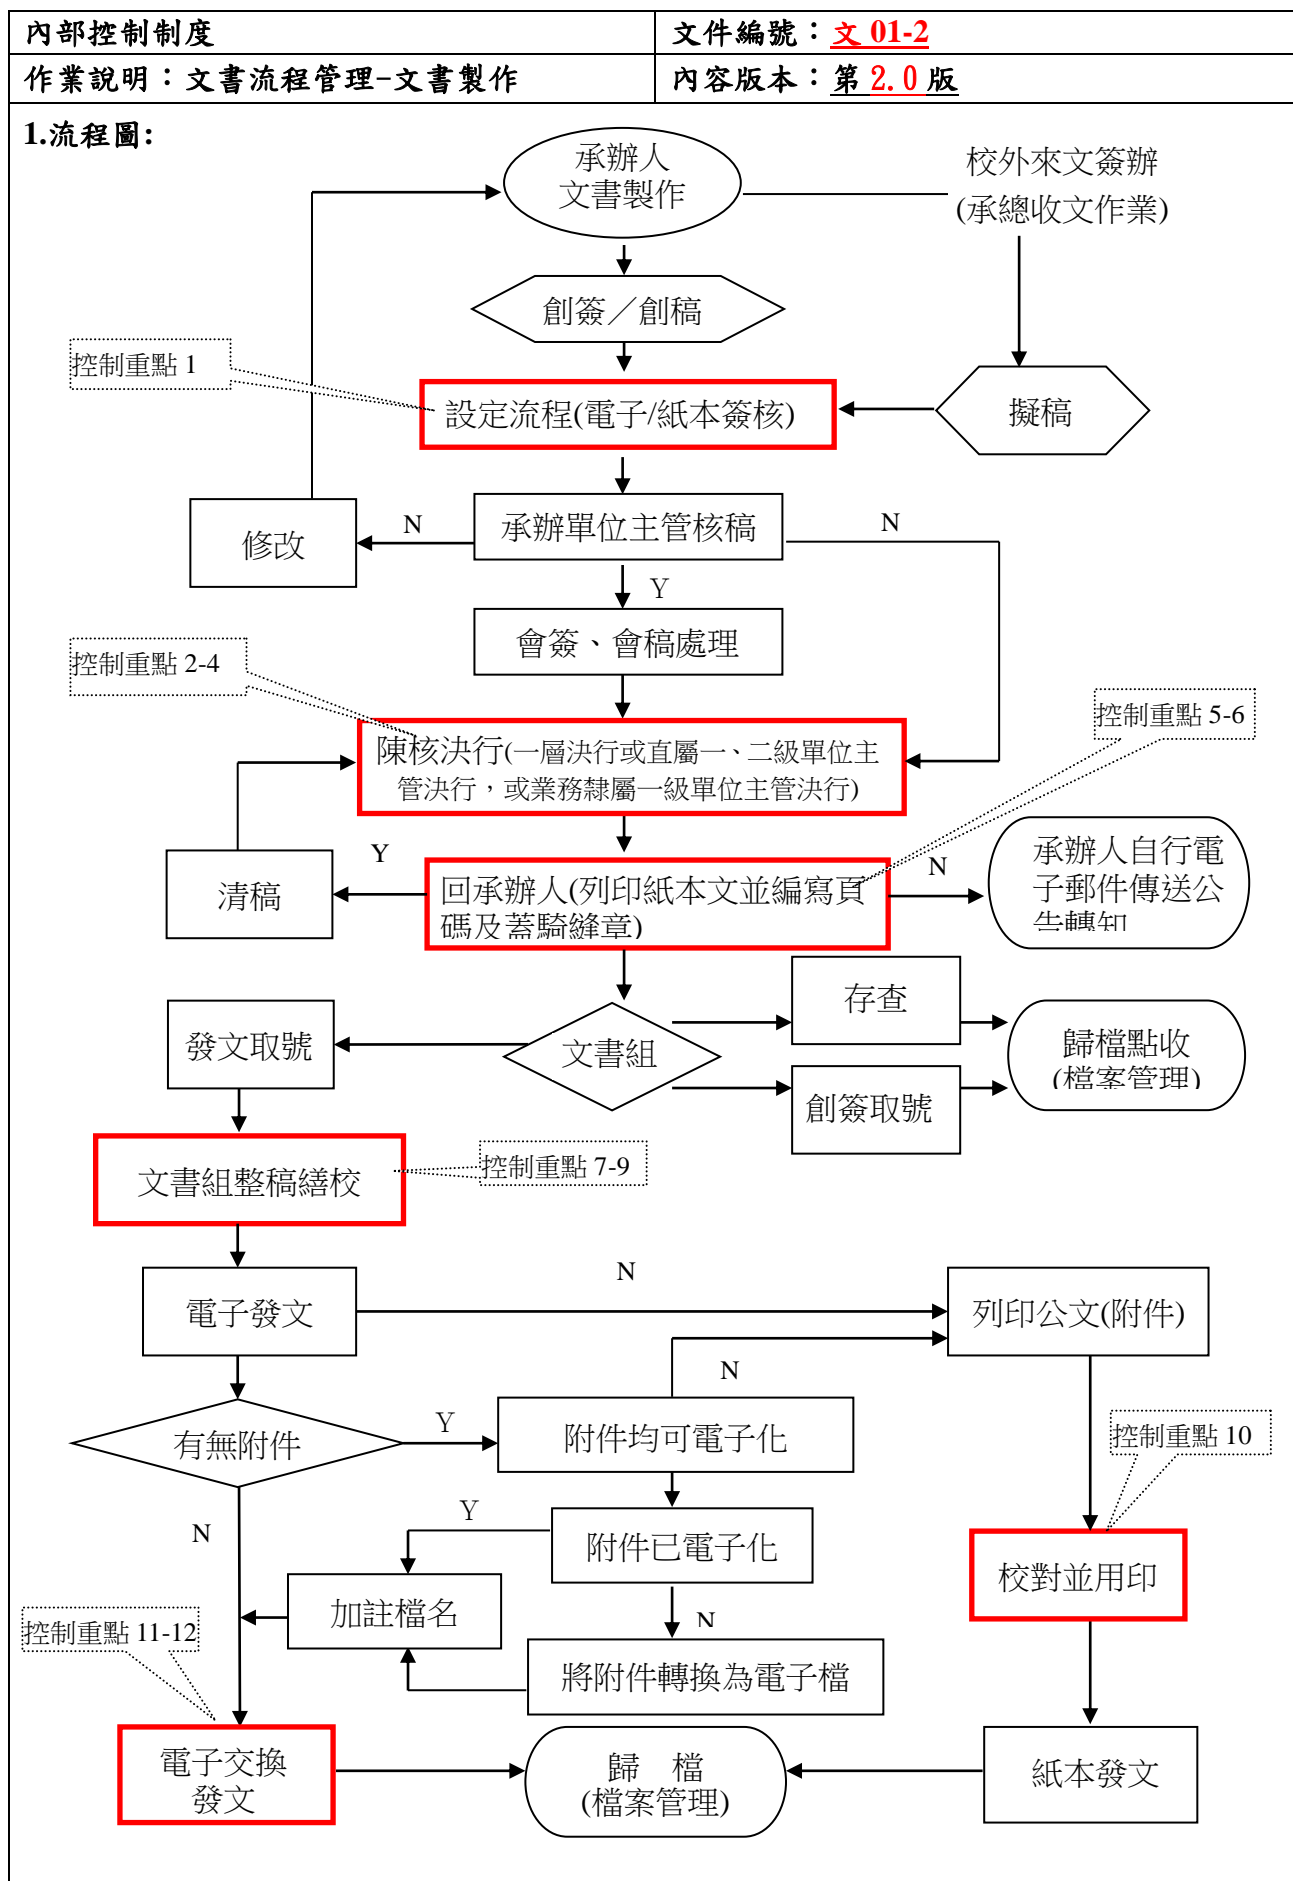 內部控制制度
文件編號：文 01-2
作業說明：文書流程管理-文書製作
內容版本：第 2.0 版
1.流程圖:
承辦人
文書製作
校外來文簽辦
(承總收文作業)
創簽／創稿
控制重點 1
設定流程(電子/紙本簽核)
擬稿
承辦單位主管核稿
N
N
修改
Y
會簽、會稿處理
控制重點 2-4
控制重點 5-6
陳核決行(一層決行或直屬一、二級單位主
管決行，或業務隸屬一級單位主管決行)
Y
N
清稿
回承辦人(列印紙本文並編寫頁
碼及蓋騎縫章)
承辦人自行電
子郵件傳送公
告轉知
存查
發文取號
文書組
歸檔點收
(檔案管理)
創簽取號
文書組整稿繕校
控制重點 7-9
N
電子發文
列印公文(附件)
N
有無附件
Y
附件均可電子化
控制重點 10
Y
N
附件已電子化
校對並用印
加註檔名
N
控制重點 11-12
將附件轉換為電子檔
電子交換
發文
歸　檔
(檔案管理)
紙本發文